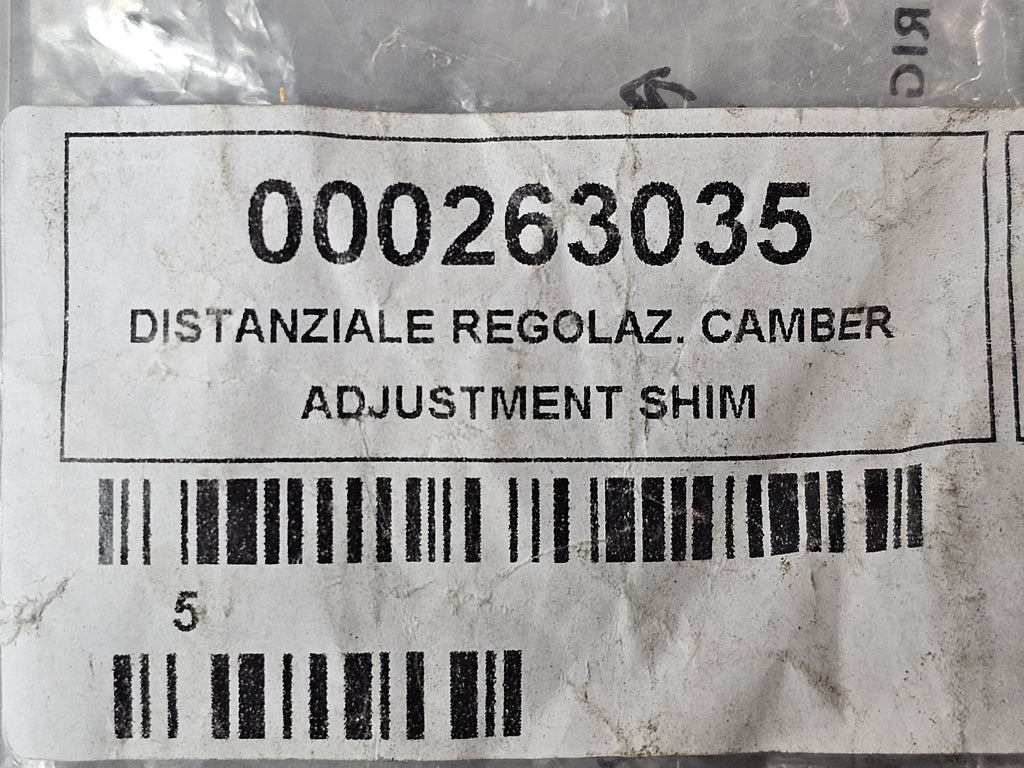 000263035
DISTANZIALE REGOLAZ. CAMBER
ADJUSTMENT SHIM
5